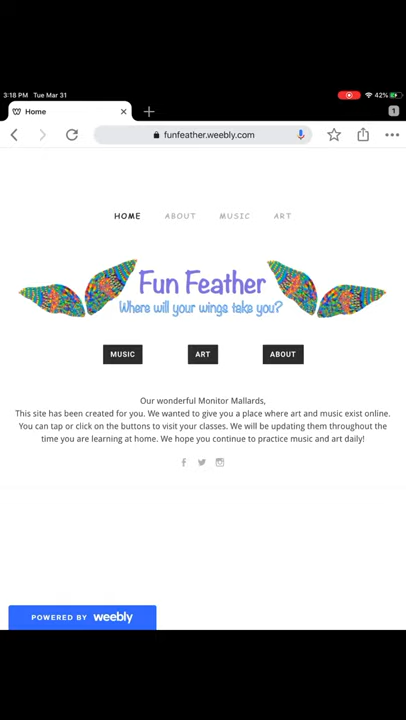 3:18 PM Tue Mar 31
42%
Home
1
funfeather.weebly.com
HOME ABOUT MUSIC ART
Fun Feather
Where will your wings take you?
MUSIC ART ABOUT
Our wonderful Monitor Mallards,
This site has been created for you. We wanted to give you a place where art and music exist online.
You can tap or click on the buttons to visit your classes. We will be updating them throughout the
time you are learning at home. We hope you continue to practice music and art daily!
POWERED BY weebly